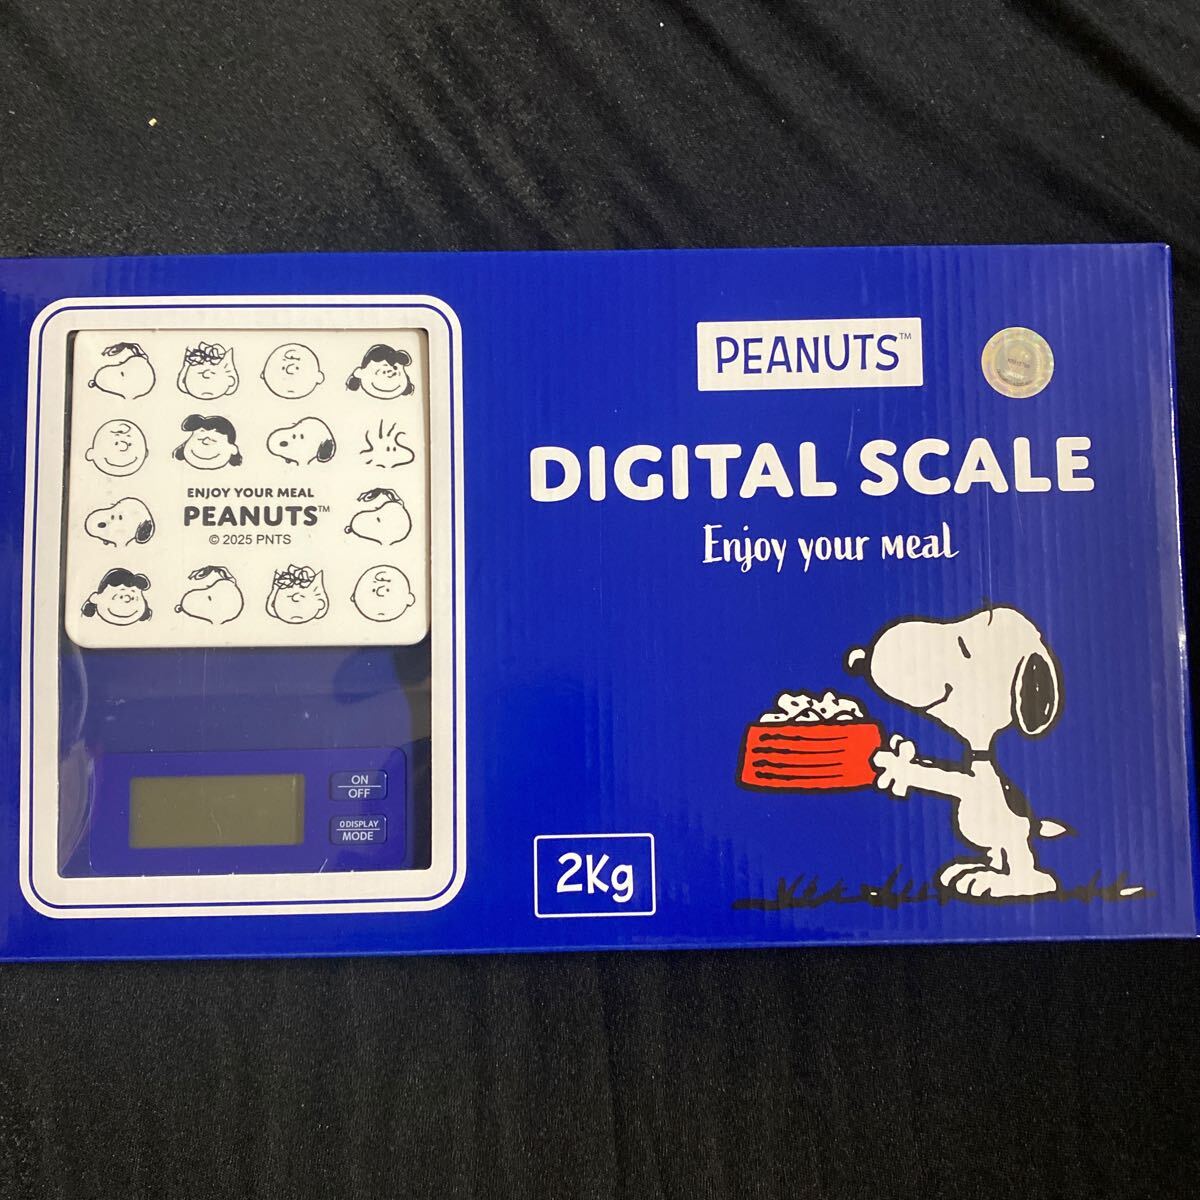 PEANUTS™
DIGITAL SCALE
Enjoy your meal
2Kg
ENJOY YOUR MEAL
PEANUTS™
© 2025 PNTS
ON
OFF
0 DISPLAY
MODE